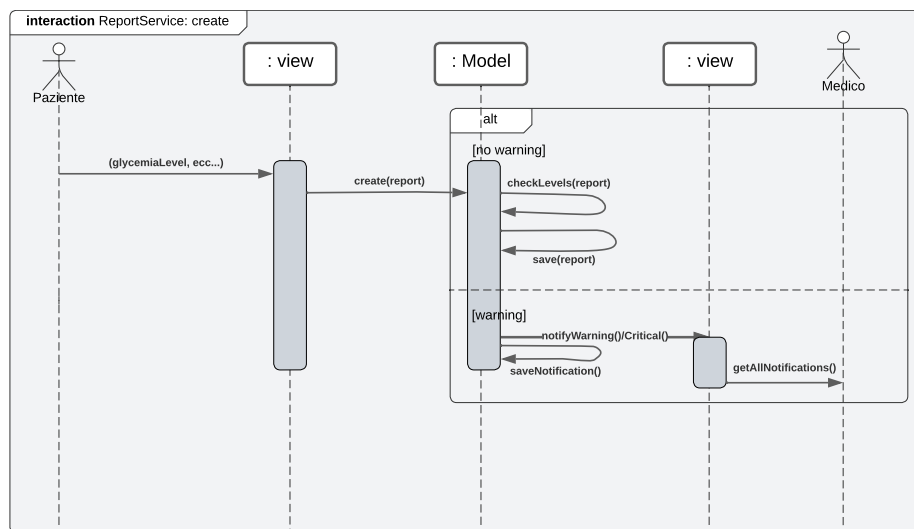 interaction ReportService: create
: view
: Model
: view
Paziente
Medico
alt
[no warning]
(glycemiaLevel, ecc...)
create(report)
checkLevels(report)
save(report)
[warning]
notifyWarning()/Critical()
saveNotification()
getAllNotifications()